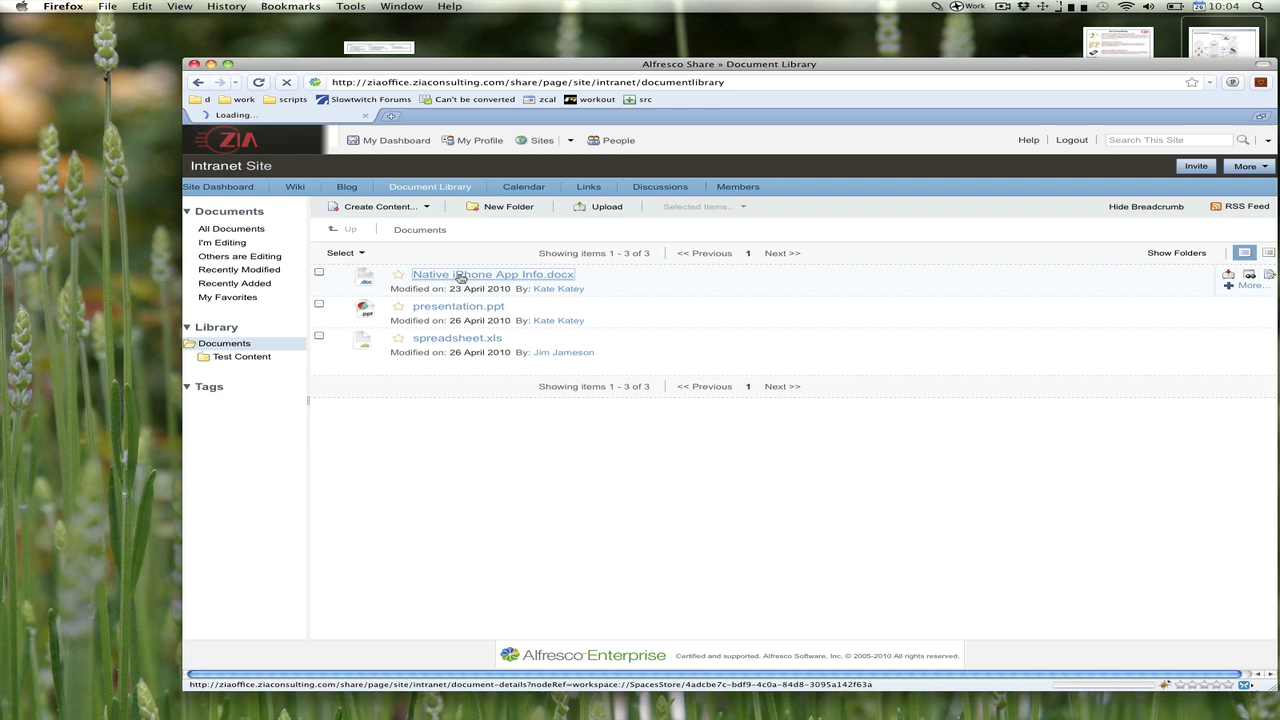 Firefox File Edit View History Bookmarks Tools Window Help Work 26 10:04
Alfresco Share » Document Library
http://ziaoffice.ziaconsulting.com/share/page/site/intranet/documentlibrary
d work scripts Slowtwitch Forums Can't be converted zcal workout src
Loading...
ZIA My Dashboard My Profile Sites People Help Logout Search This Site
Intranet Site Invite More
Site Dashboard Wiki Blog Document Library Calendar Links Discussions Members
Documents Create Content... New Folder Upload Selected Items... Hide Breadcrumb RSS Feed
All Documents Up Documents
I'm Editing
Others are Editing Select Showing items 1 - 3 of 3 << Previous 1 Next >> Show Folders
Recently Modified Native iPhone App Info.docx
Recently Added Modified on: 23 April 2010 By: Kate Katey More...
My Favorites presentation.ppt
Modified on: 26 April 2010 By: Kate Katey
Library
Documents spreadsheet.xls
Test Content Modified on: 26 April 2010 By: Jim Jameson
Tags Showing items 1 - 3 of 3 << Previous 1 Next >>
Alfresco Enterprise Certified and supported. Alfresco Software, Inc. © 2005-2010 All rights reserved.
http://ziaoffice.ziaconsulting.com/share/page/site/intranet/document-details?nodeRef=workspace://SpacesStore/4adcbe7c-bdf9-4c0a-84d8-3095a142f63a